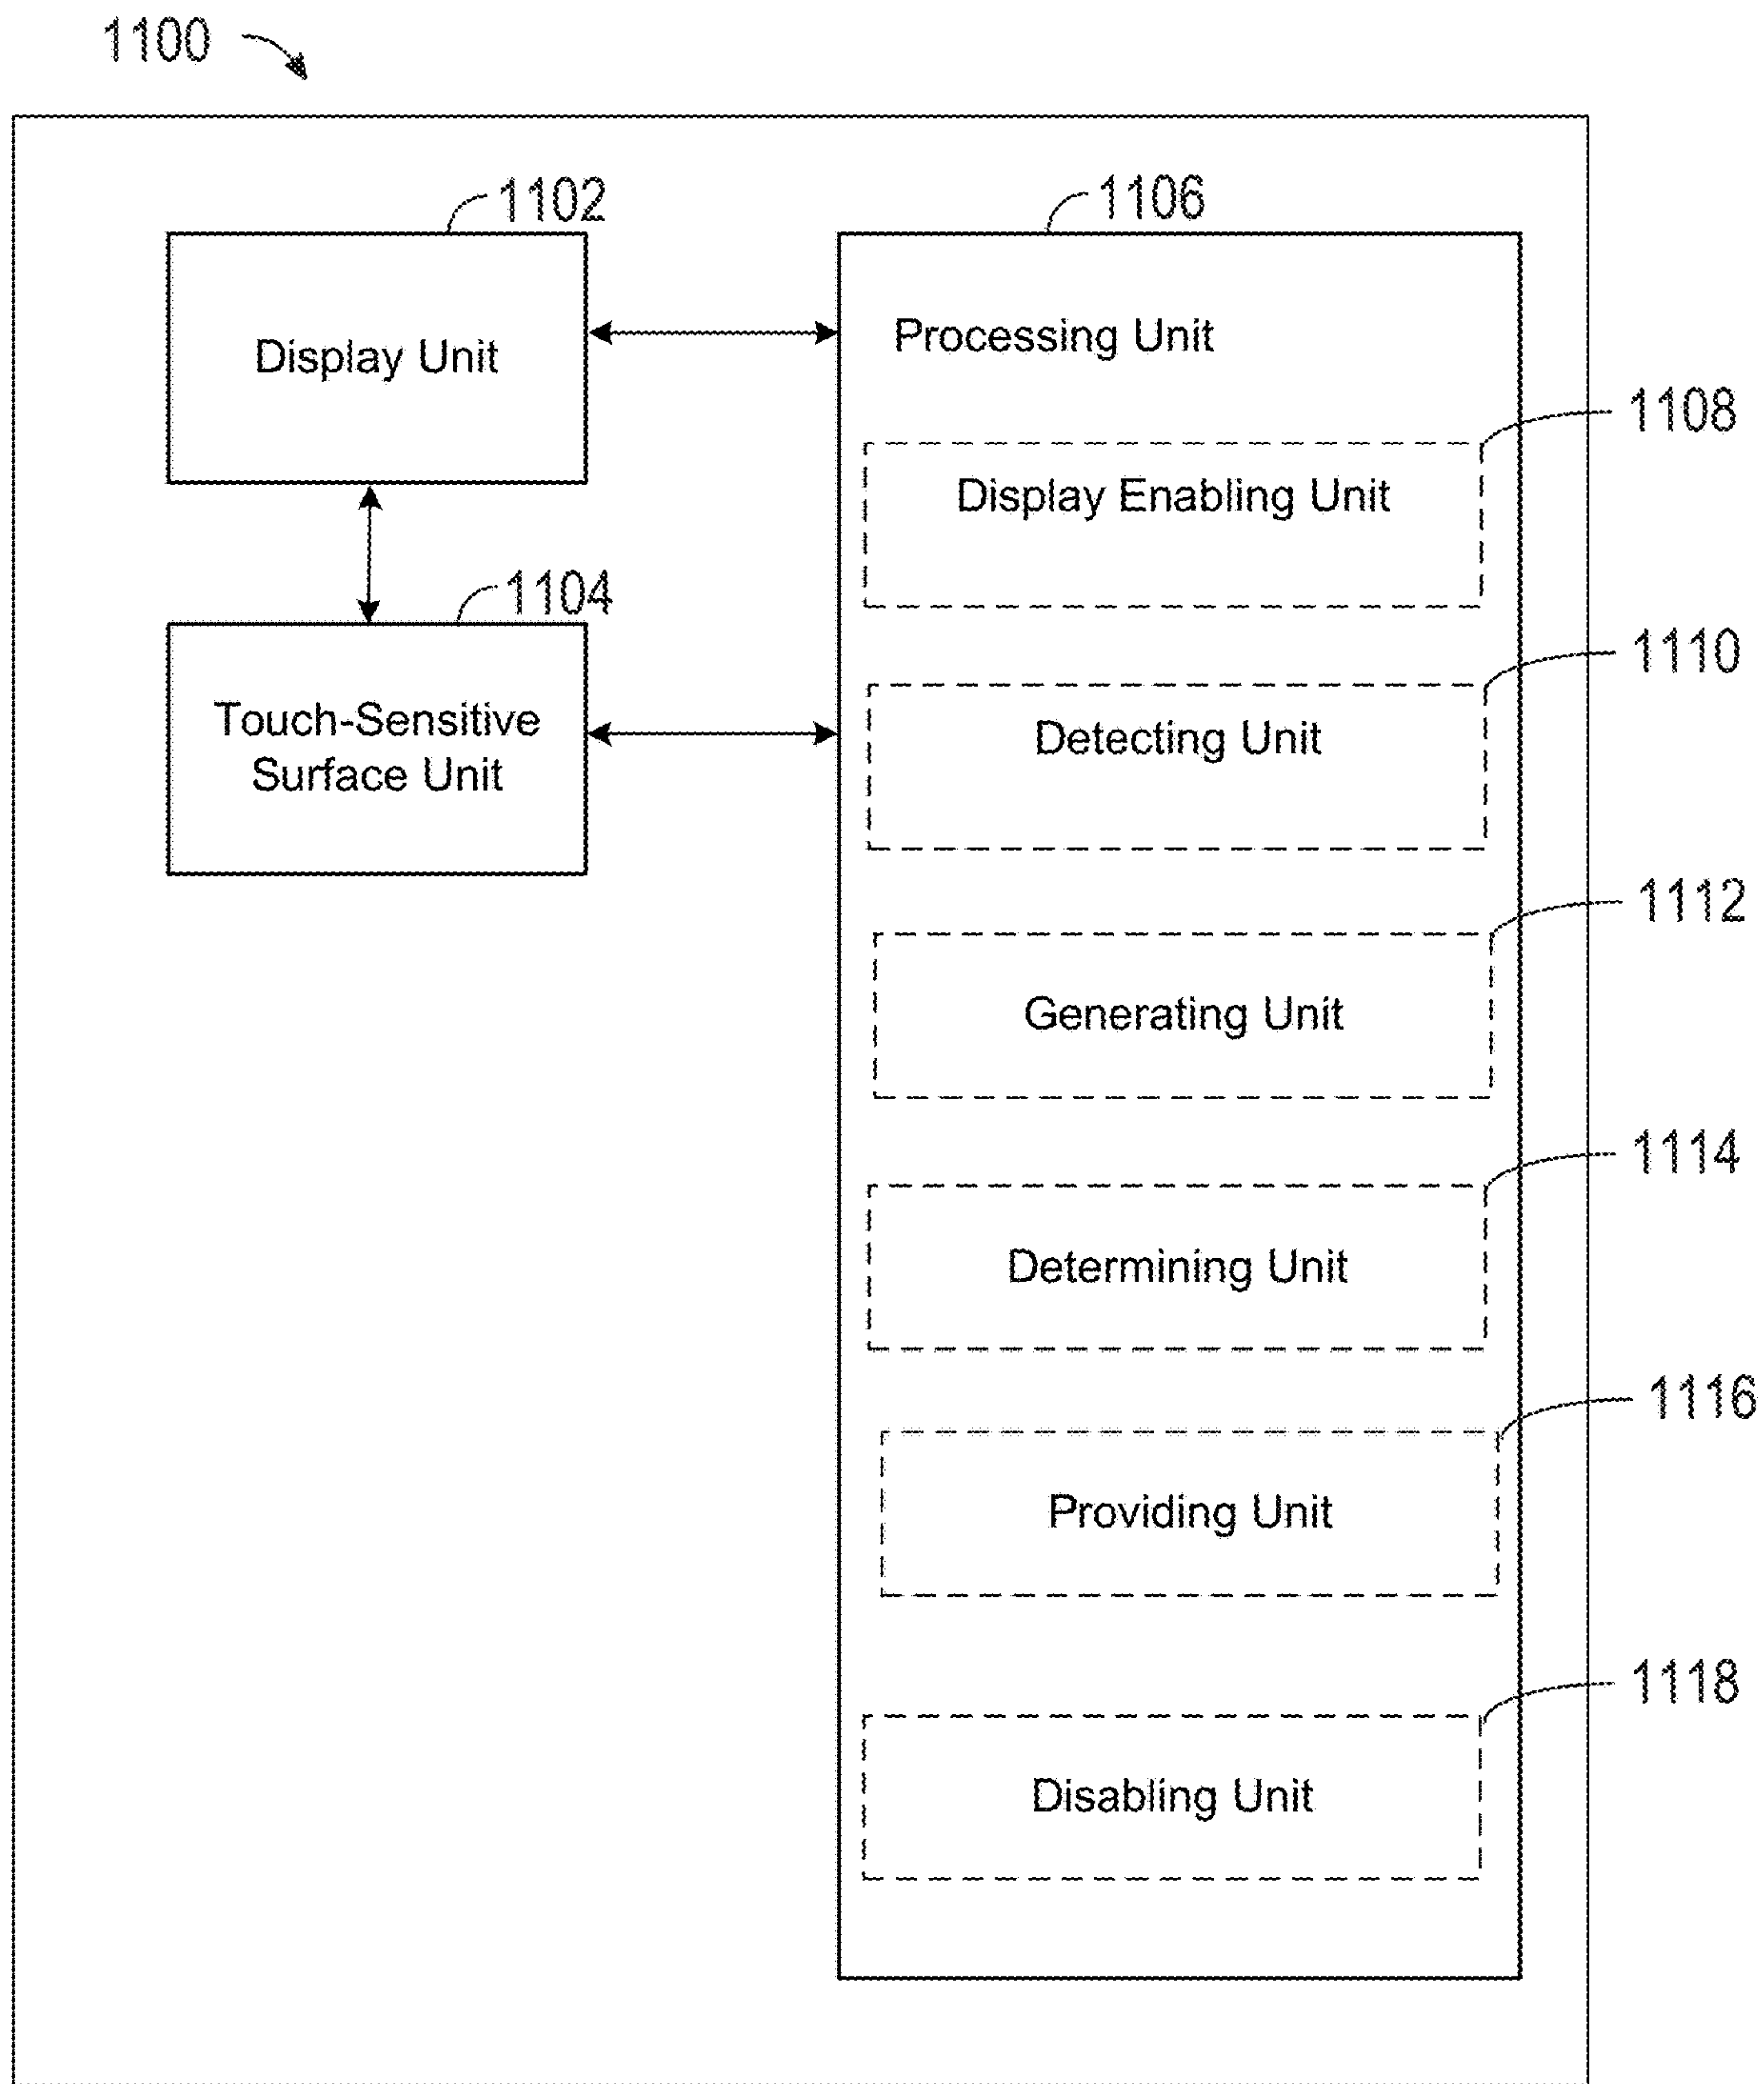 1100
1102
1106
Display Unit
Processing Unit
1108
Display Enabling Unit
1104
1110
Touch-Sensitive
Surface Unit
Detecting Unit
1112
Generating Unit
1114
Determining Unit
1116
Providing Unit
1118
Disabling Unit